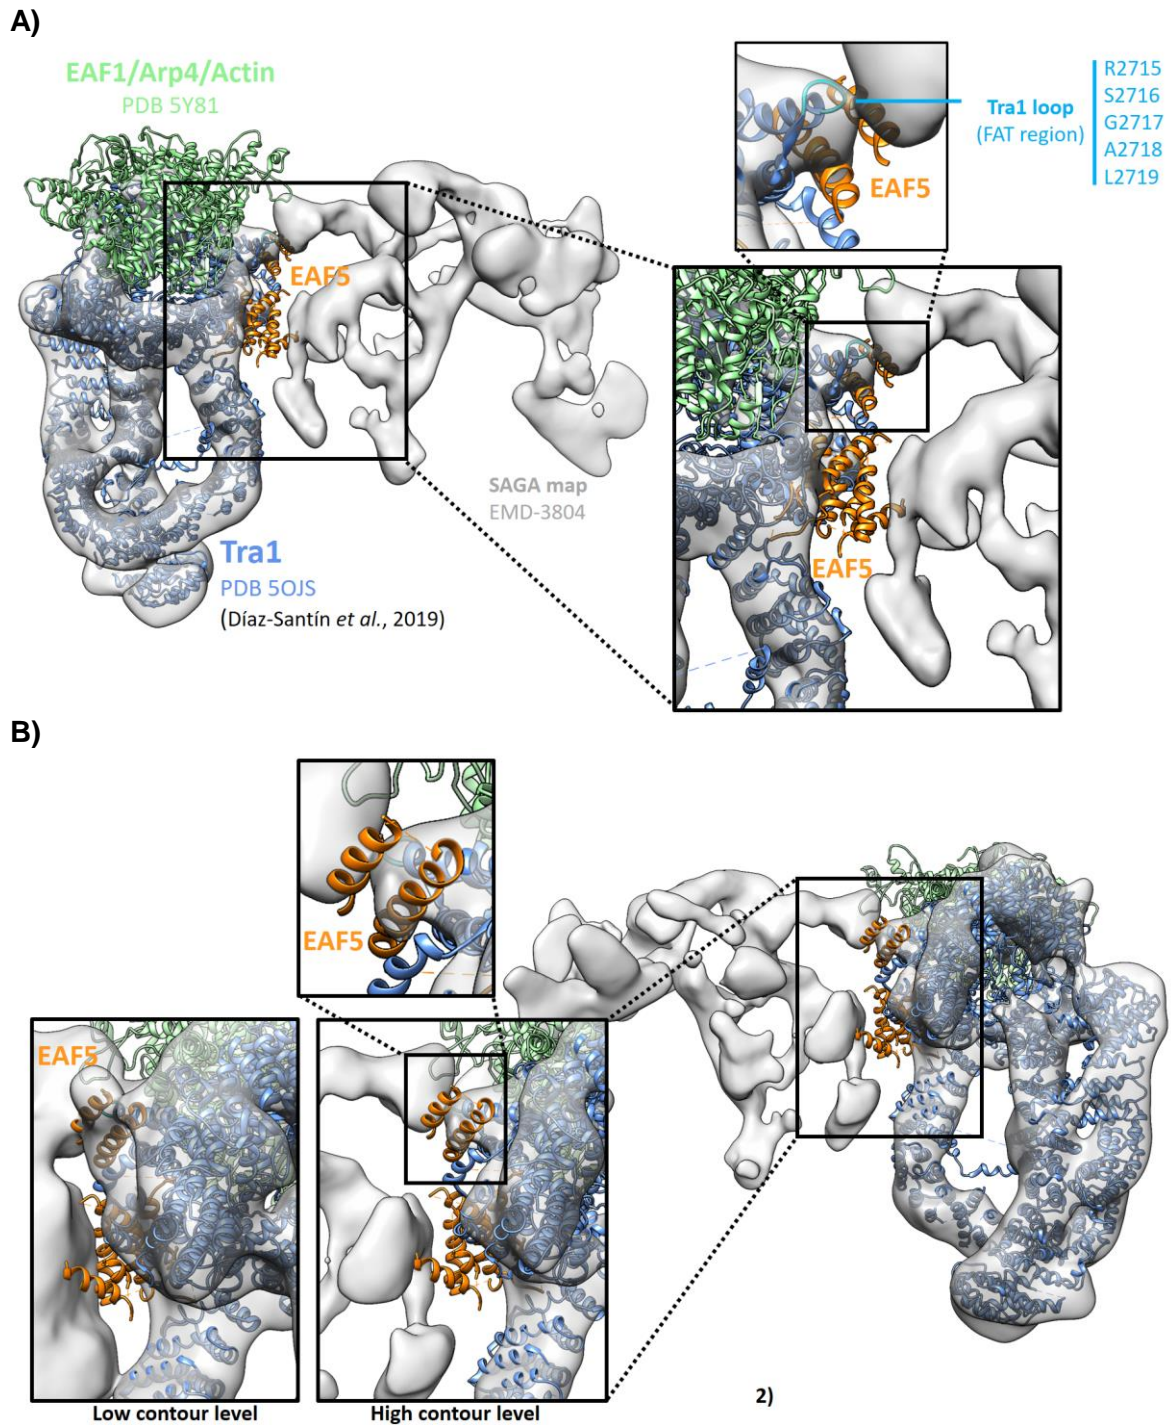 A)
EAF1/Arp4/Actin
PDB 5Y81
Tra1 loop
(FAT region)
R2715
S2716
G2717
A2718
L2719
EAF5
EAF5
EAF5
SAGA map
EMD-3804
Tra1
PDB 5OJS
(Díaz-Santín et al., 2019)
B)
EAF5
EAF5
Low contour level
High contour level
2)